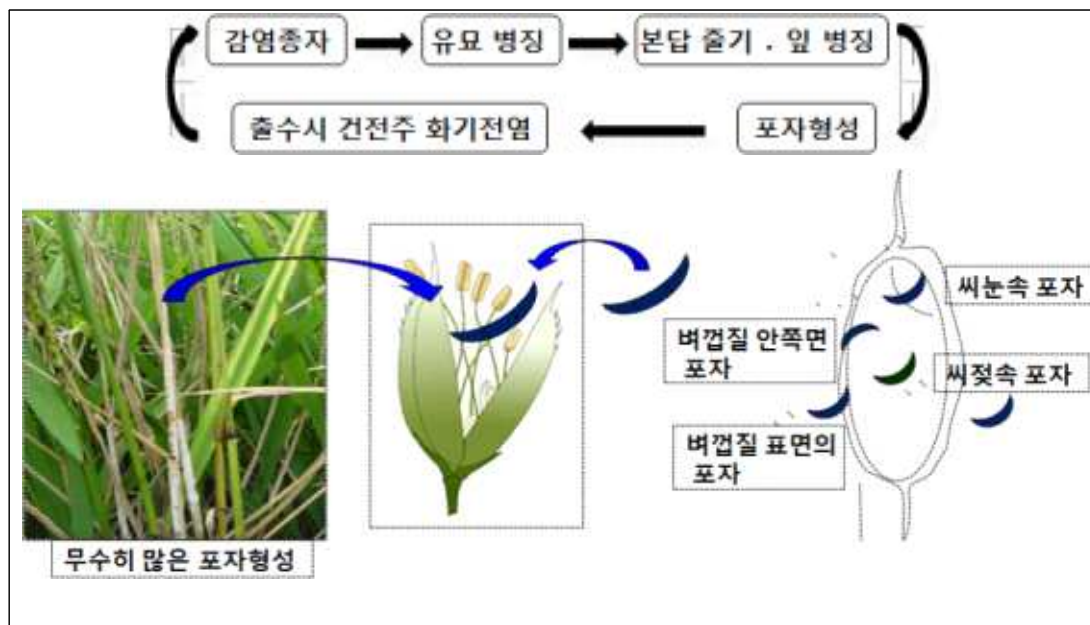 감염종자
유묘 병징
본답 줄기 . 잎 병징
출수시 건전주 화기전염
포자형성
씨눈속 포자
벼껍질 안쪽면
포자
씨젖속 포자
벼껍질 표면의
포자
무수히 많은 포자형성